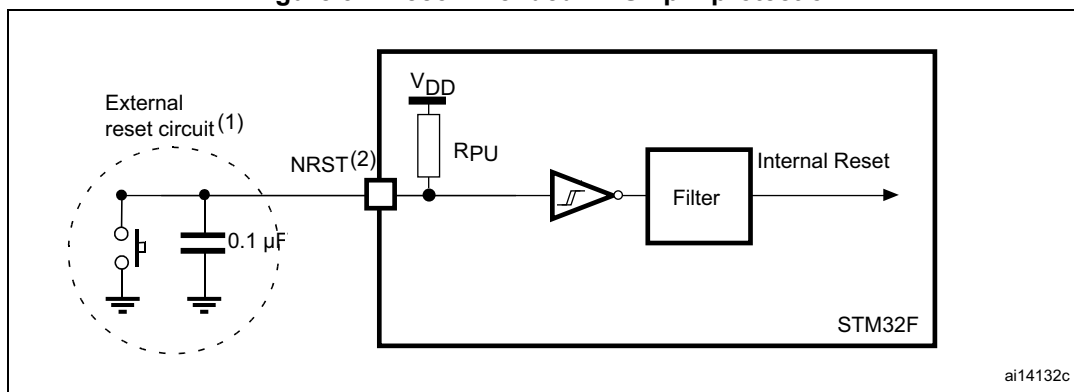 External
reset circuit(1)
VDD
NRST(2)
RPU
Internal Reset
Filter
0.1 µF
STM32F
ai14132c